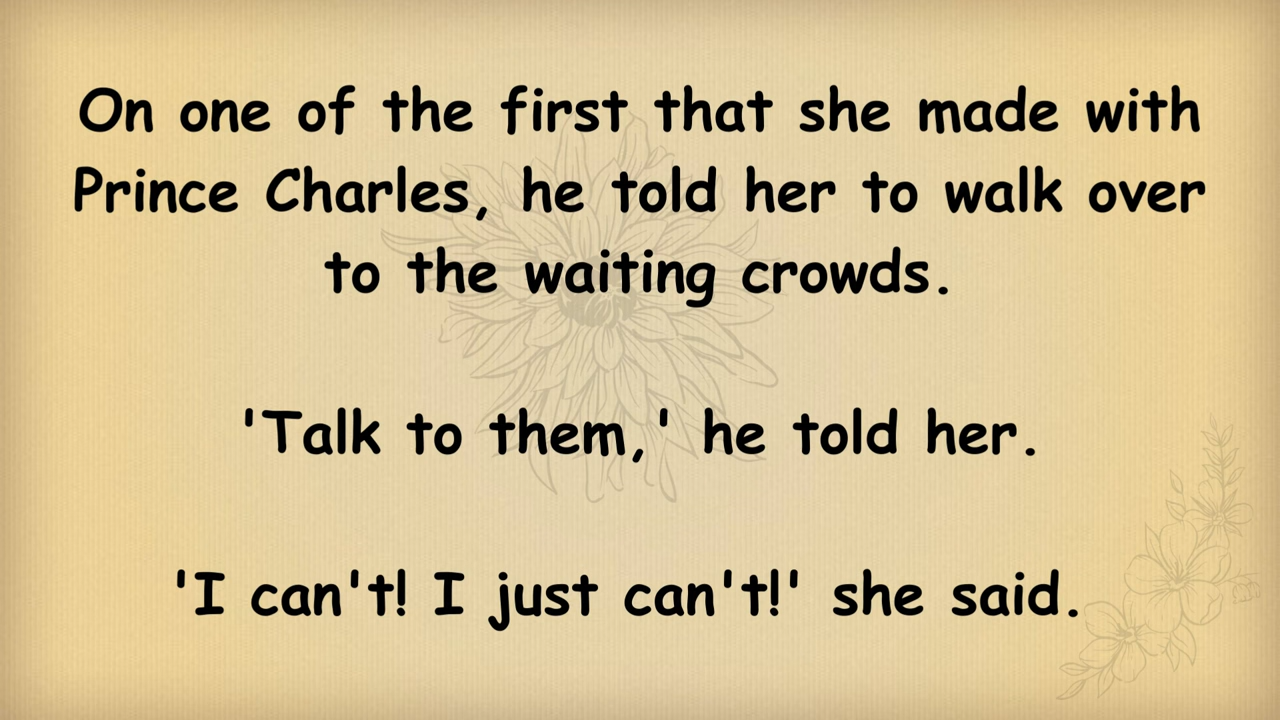 On one of the first that she made with
Prince Charles, he told her to walk over
to the waiting crowds.
'Talk to them,' he told her.
'I can't! I just can't!' she said.